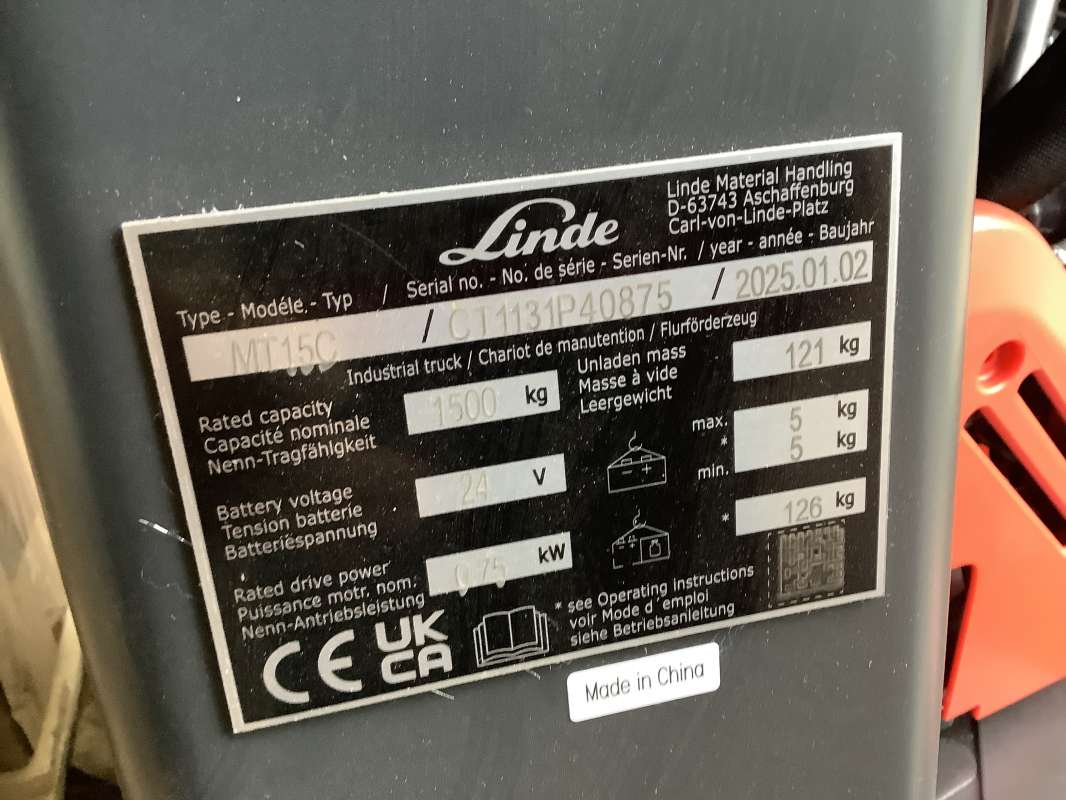 Linde
Linde Material Handling
D-63743 Aschaffenburg
Carl-von-Linde-Platz
Type - Modéle. - Typ / Serial no. - No. de série - Serien-Nr. / year - année - Baujahr
MT15C / CT1131P40875 / 2025.01.02
Industrial truck / Chariot de manutention / Flurförderzeug
Rated capacity
Capacité nominale
Nenn-Tragfähigkeit
1500 kg
Unladen mass
Masse à vide
Leergewicht
121 kg
Battery voltage
Tension batterie
Batteriespannung
24 V
max. 5 kg
*
min. 5 kg
Rated drive power
Puissance motr. nom.
Nenn-Antriebsleistung
0.75 kW
* 126 kg
CE UK
CA
* see Operating instructions
voir Mode d´emploi
siehe Betriebsanleitung
Made in China